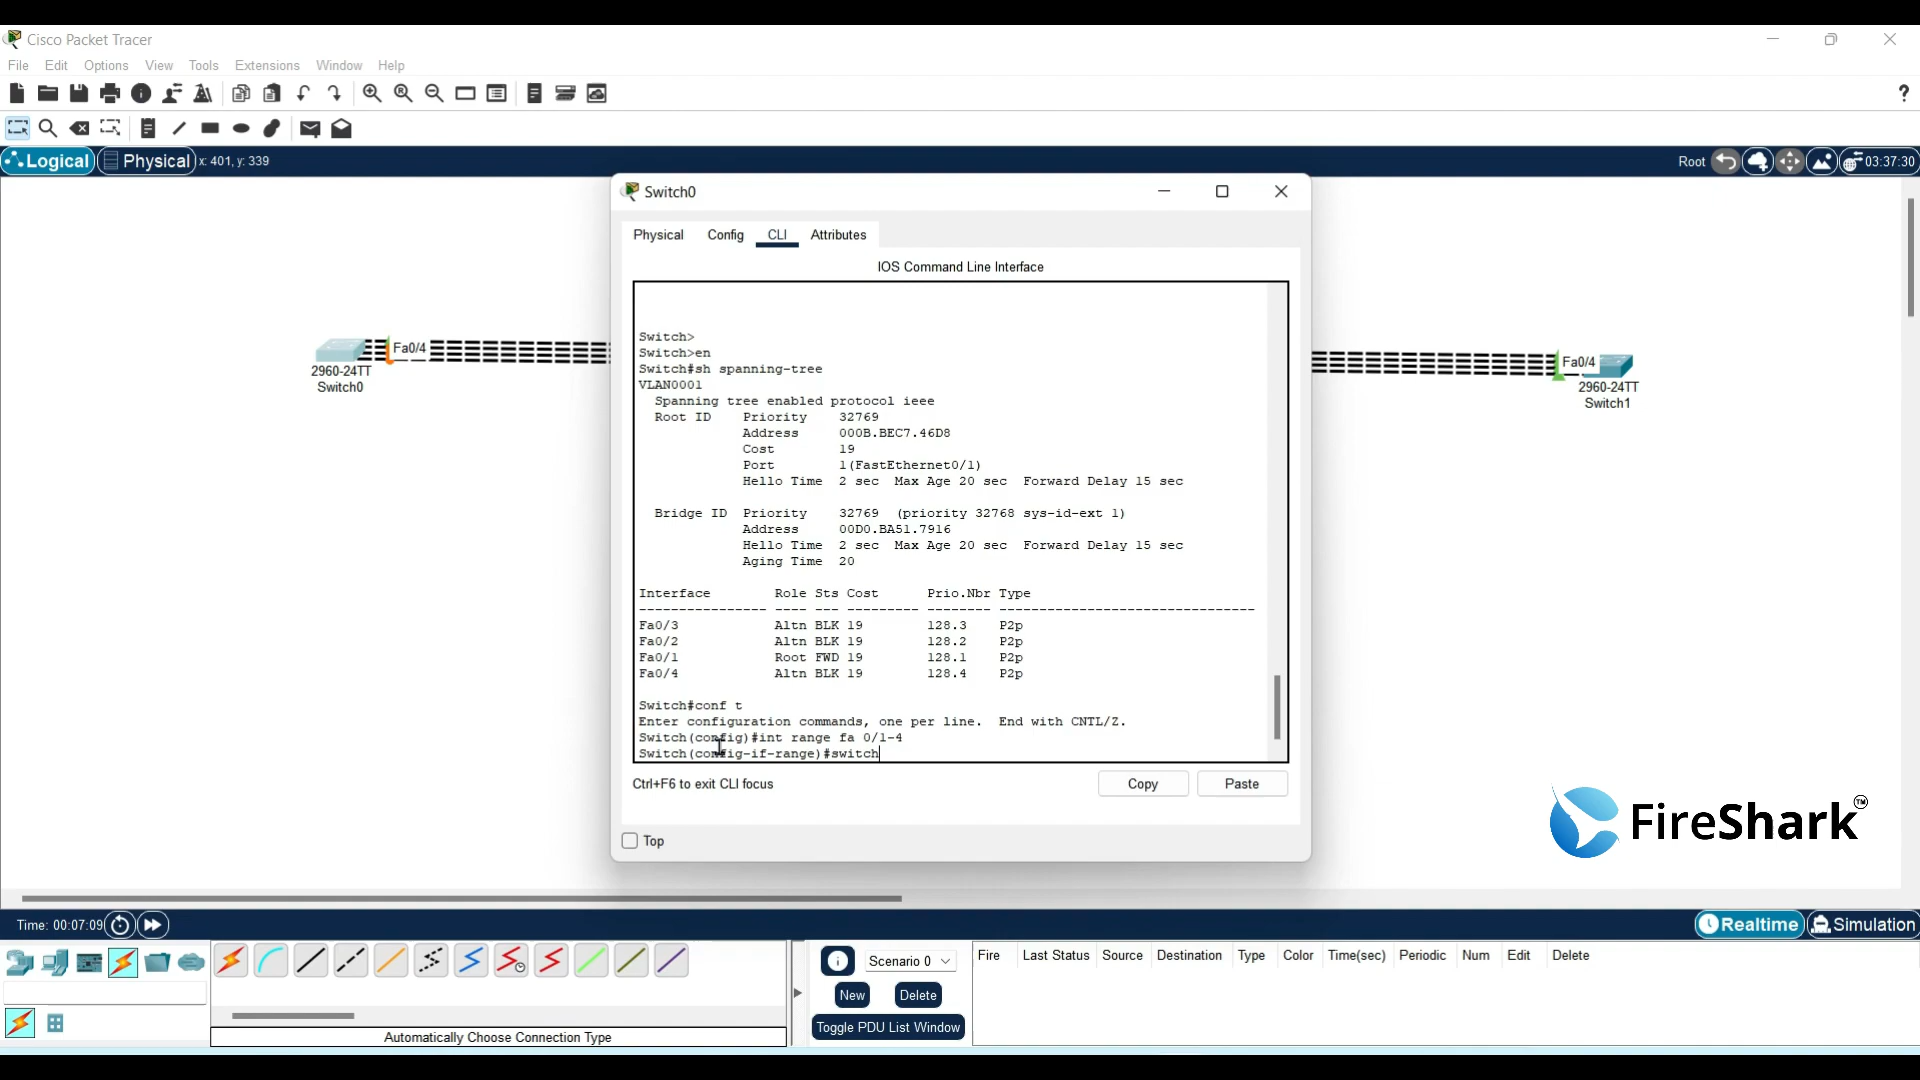 Cisco Packet Tracer
File Edit Options View Tools Extensions Window Help
?
Logical Physical x: 401, y: 339 Root 03:37:30
Switch0
Physical Config CLI Attributes
IOS Command Line Interface
Switch>
Switch>en
Switch#sh spanning-tree
VLAN0001
Spanning tree enabled protocol ieee
Root ID Priority 32769
Address 000B.BEC7.46D8
Cost 19
Port 1(FastEthernet0/1)
Hello Time 2 sec Max Age 20 sec Forward Delay 15 sec
Bridge ID Priority 32769 (priority 32768 sys-id-ext 1)
Address 00D0.BA51.7916
Hello Time 2 sec Max Age 20 sec Forward Delay 15 sec
Aging Time 20
Interface Role Sts Cost Prio.Nbr Type
---------------- ---- --- --------- -------- --------------------------------
Fa0/3 Altn BLK 19 128.3 P2p
Fa0/2 Altn BLK 19 128.2 P2p
Fa0/1 Root FWD 19 128.1 P2p
Fa0/4 Altn BLK 19 128.4 P2p
Switch#conf t
Enter configuration commands, one per line. End with CNTL/Z.
Switch(config)#int range fa 0/1-4
Switch(config-if-range)#switch
Ctrl+F6 to exit CLI focus
Copy Paste
Top
Fa0/4
2960-24TT
Switch0
Fa0/4
2960-24TT
Switch1
FireShark™
Time: 00:07:09 Realtime Simulation
Scenario 0
New Delete
Toggle PDU List Window
Fire Last Status Source Destination Type Color Time(sec) Periodic Num Edit Delete
Automatically Choose Connection Type